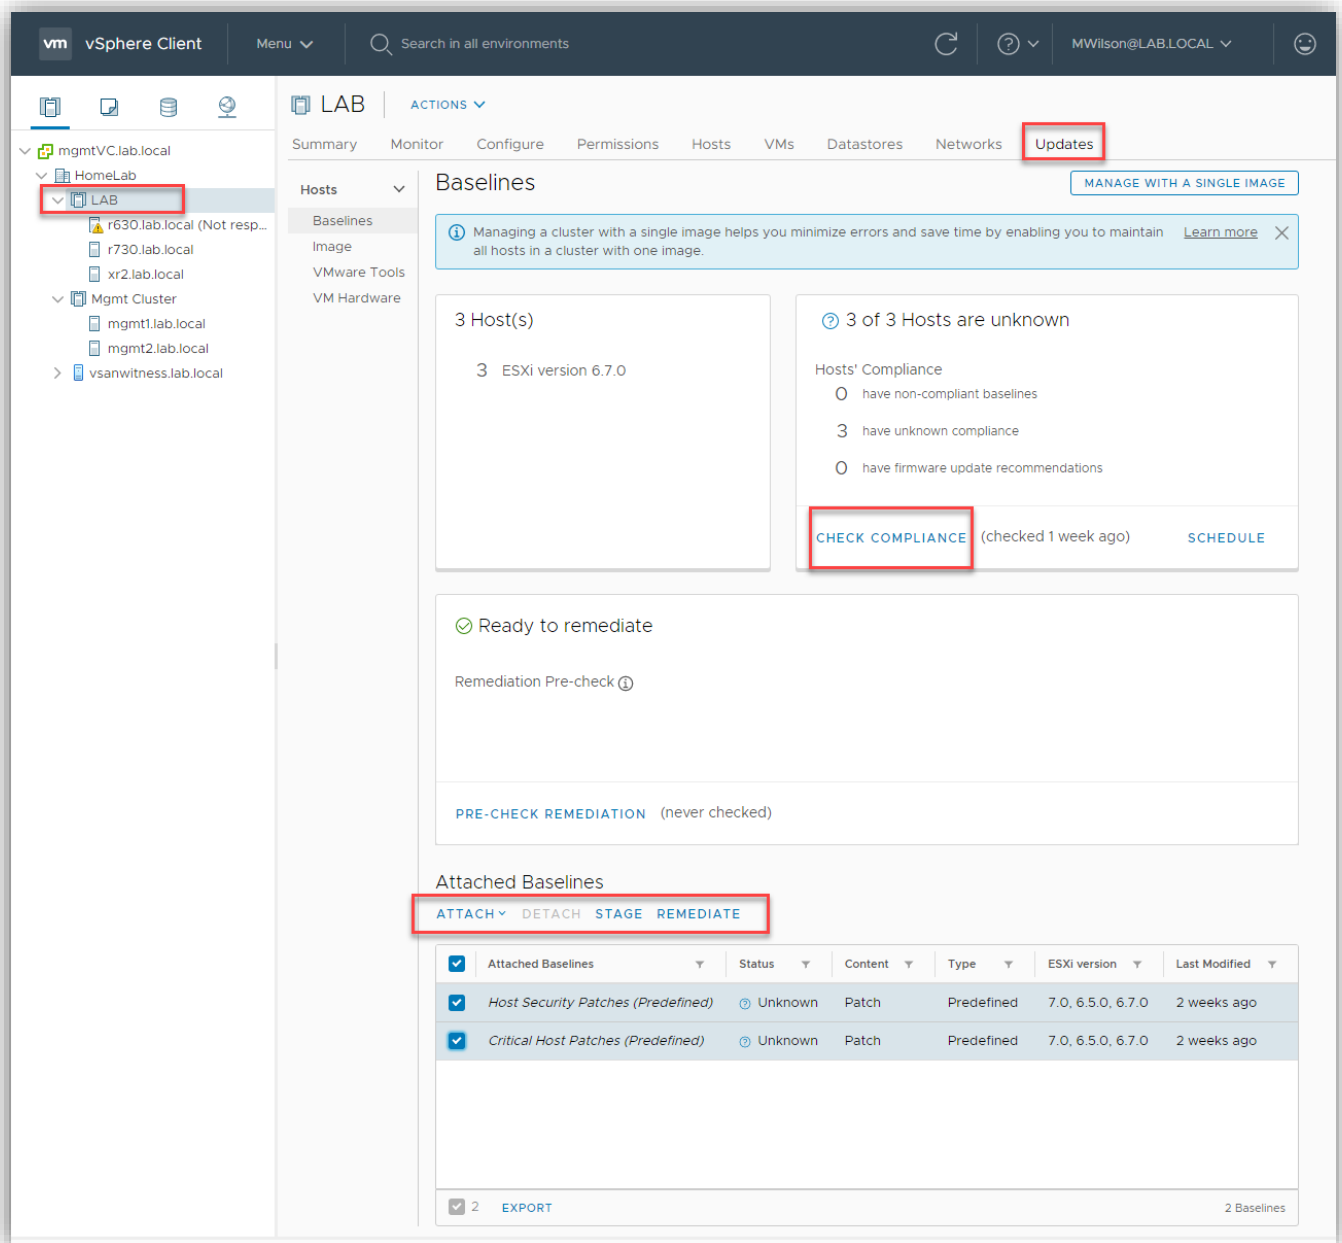 vm vSphere Client Menu Search in all environments MWilson@LAB.LOCAL
mgmtVC.lab.local
HomeLab
LAB
r630.lab.local (Not resp...
r730.lab.local
xr2.lab.local
Mgmt Cluster
mgmt1.lab.local
mgmt2.lab.local
vsanwitness.lab.local
LAB ACTIONS
Summary Monitor Configure Permissions Hosts VMs Datastores Networks Updates
Hosts
Baselines
Image
VMware Tools
VM Hardware
Baselines MANAGE WITH A SINGLE IMAGE
Managing a cluster with a single image helps you minimize errors and save time by enabling you to maintain Learn more
all hosts in a cluster with one image.
3 Host(s)
3 ESXi version 6.7.0
3 of 3 Hosts are unknown
Hosts' Compliance
0 have non-compliant baselines
3 have unknown compliance
0 have firmware update recommendations
CHECK COMPLIANCE (checked 1 week ago) SCHEDULE
Ready to remediate
Remediation Pre-check
PRE-CHECK REMEDIATION (never checked)
Attached Baselines
ATTACH DETACH STAGE REMEDIATE
Attached Baselines Status Content Type ESXi version Last Modified
Host Security Patches (Predefined) Unknown Patch Predefined 7.0, 6.5.0, 6.7.0 2 weeks ago
Critical Host Patches (Predefined) Unknown Patch Predefined 7.0, 6.5.0, 6.7.0 2 weeks ago
2 EXPORT 2 Baselines